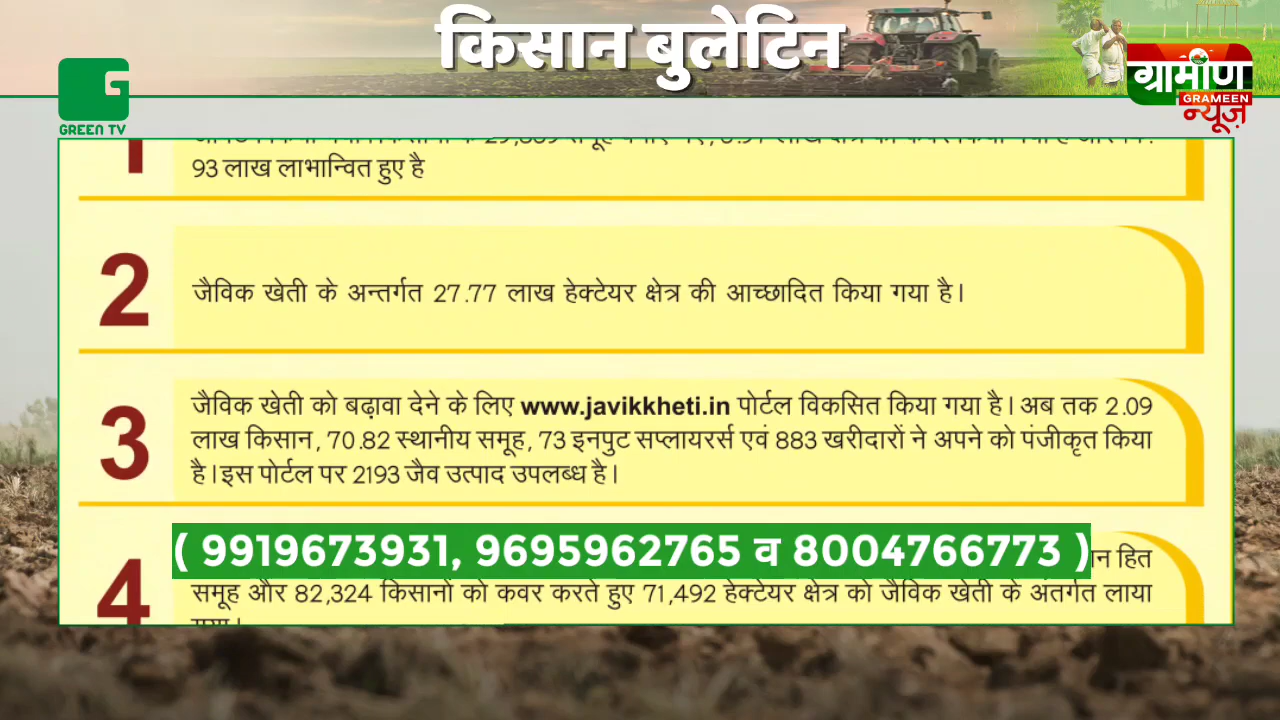 किसान बुलेटिन
GREEN TV
ग्रामीण
GRAMEEN
न्यूज़
1
93 लाख लाभान्वित हुए है
2
जैविक खेती के अन्तर्गत 27.77 लाख हेक्टेयर क्षेत्र की आच्छादित किया गया है।
3
जैविक खेती को बढ़ावा देने के लिए www.javikkheti.in पोर्टल विकसित किया गया है। अब तक 2.09
लाख किसान, 70.82 स्थानीय समूह, 73 इनपुट सप्लायरर्स एवं 883 खरीदारों ने अपने को पंजीकृत किया
है। इस पोर्टल पर 2193 जैव उत्पाद उपलब्ध है।
( 9919673931, 9695962765 व 8004766773 )
हित
4
समूह और 82,324 किसानों को कवर करते हुए 71,492 हेक्टेयर क्षेत्र को जैविक खेती के अंतर्गत लाया